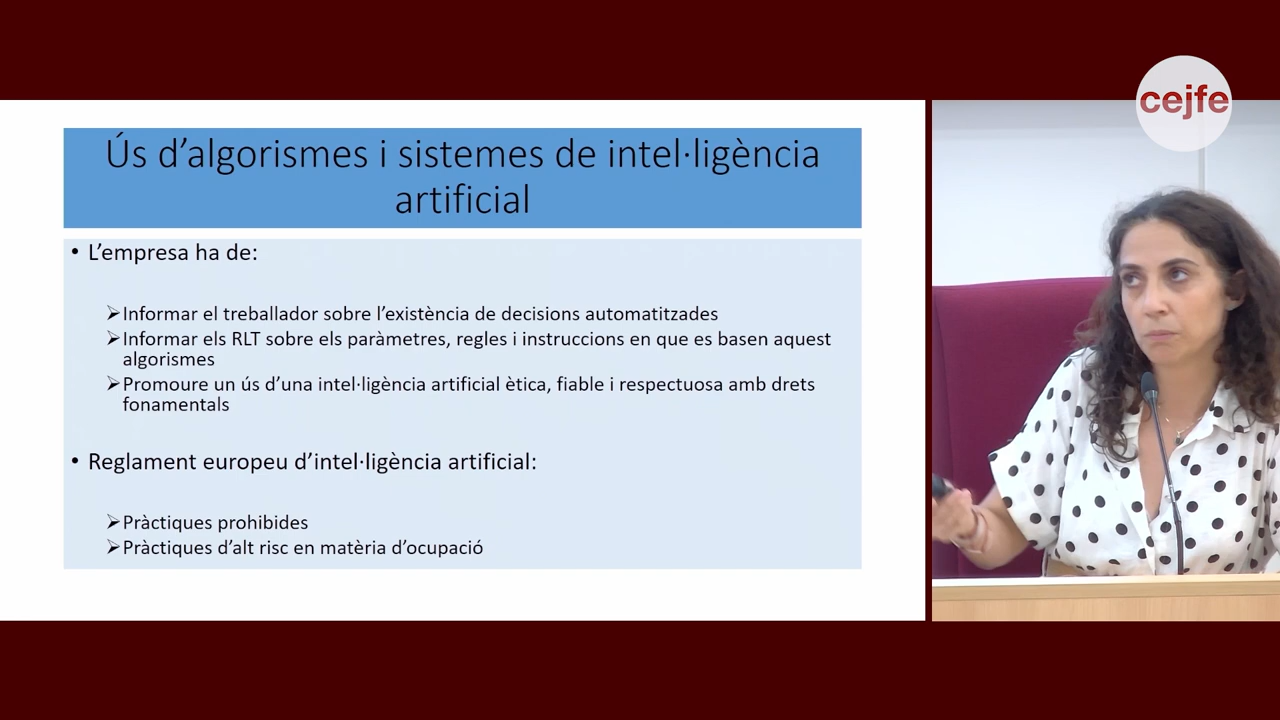 cejfe
Ús d'algorismes i sistemes de intel·ligència
artificial
• L'empresa ha de:
➢Informar el treballador sobre l'existència de decisions automatitzades
➢Informar els RLT sobre els paràmetres, regles i instruccions en que es basen aquest
algorismes
➢Promoure un ús d'una intel·ligència artificial ètica, fiable i respectuosa amb drets
fonamentals
• Reglament europeu d'intel·ligència artificial:
➢Pràctiques prohibides
➢Pràctiques d'alt risc en matèria d'ocupació